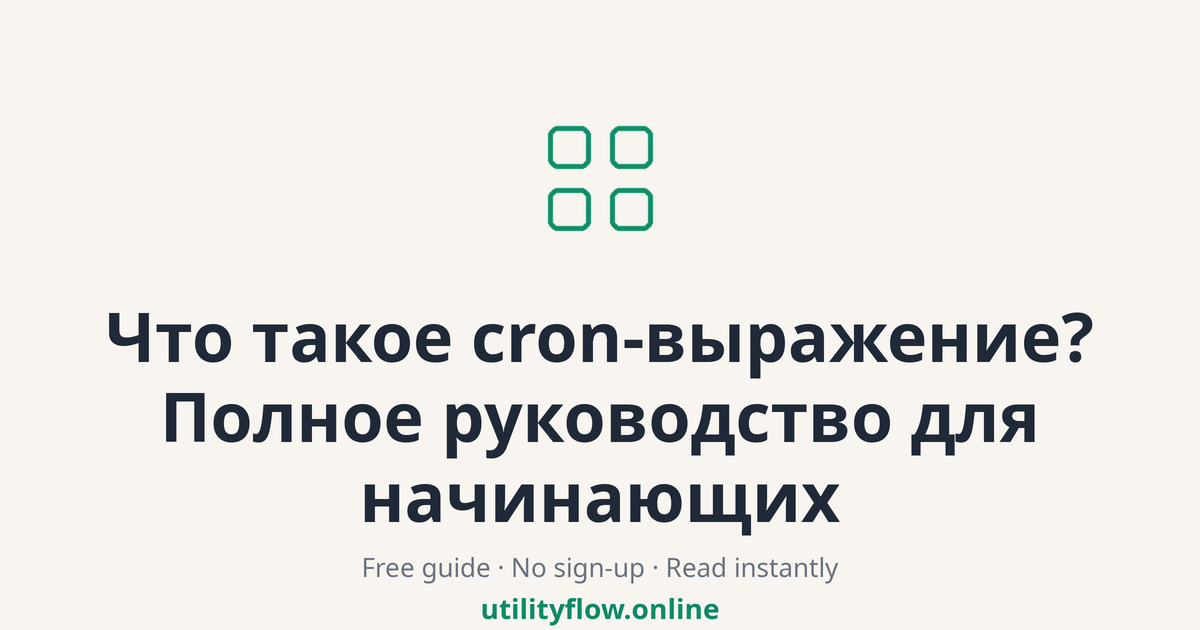 Что такое cron-выражение?
Полное руководство для
начинающих
Free guide · No sign-up · Read instantly
utilityflow.online